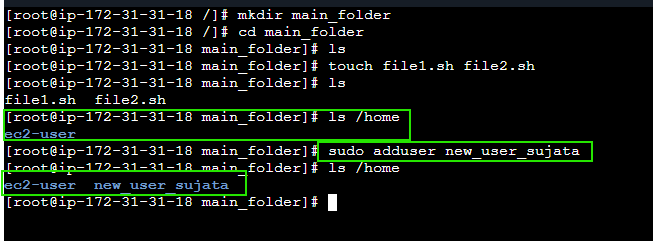 [root@ip-172-31-31-18 /]# mkdir main_folder
[root@ip-172-31-31-18 /]# cd main_folder
[root@ip-172-31-31-18 main_folder]# ls
[root@ip-172-31-31-18 main_folder]# touch file1.sh file2.sh
[root@ip-172-31-31-18 main_folder]# ls
file1.sh  file2.sh
[root@ip-172-31-31-18 main_folder]# ls /home
ec2-user
[root@ip-172-31-31-18 main_folder]# sudo adduser new_user_sujata
[root@ip-172-31-31-18 main_folder]# ls /home
ec2-user  new_user_sujata
[root@ip-172-31-31-18 main_folder]#